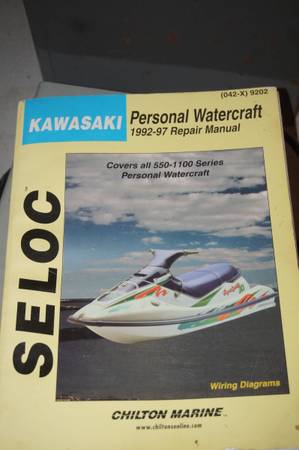 (042-X) 9202
KAWASAKI
Personal Watercraft
1992-97 Repair Manual
Covers all 550-1100 Series
Personal Watercraft
SELOC
Wiring Diagrams
CHILTON MARINE
www.chiltonsonline.com